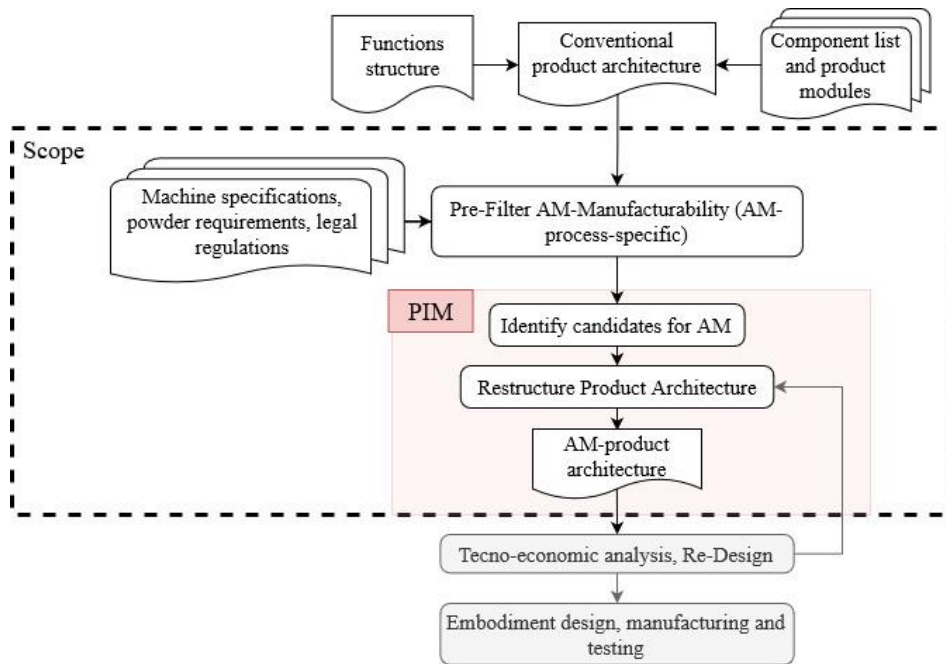 Functions
structure
Conventional
product architecture
Component list
and product
modules
Scope
Machine specifications,
powder requirements, legal
regulations
Pre-Filter AM-Manufacturability (AM-
process-specific)
PIM
Identify candidates for AM
Restructure Product Architecture
AM-product
architecture
Tecno-economic analysis, Re-Design
Embodiment design, manufacturing and
testing